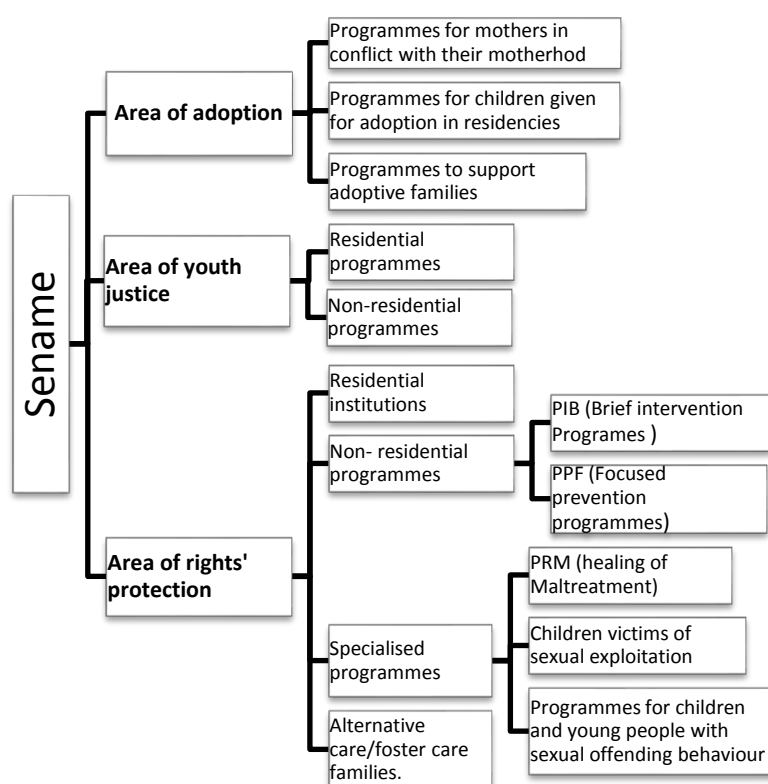 Sename
Area of adoption
Programmes for mothers in
conflict with their motherhod
Programmes for children given
for adoption in residencies
Programmes to support
adoptive families
Area of youth
justice
Residential
programmes
Non-residential
programmes
Area of rights'
protection
Residential
institutions
Non- residential
programmes
PIB (Brief intervention
Programes )
PPF (Focused
prevention
programmes)
Specialised
programmes
PRM (healing of
Maltreatment)
Children victims of
sexual exploitation
Programmes for children
and young people with
sexual offending behaviour
Alternative
care/foster care
families.